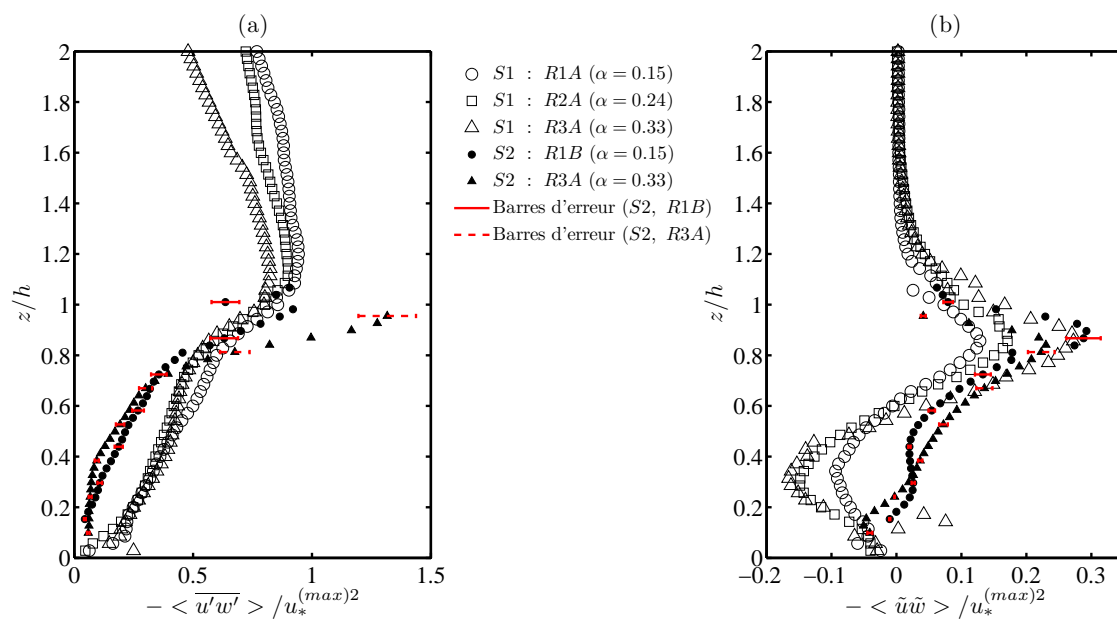 (a)
(b)
2
1.8
1.6
1.4
1.2
1
0.8
0.6
0.4
0.2
0
z/h
0 0.5 1 1.5
− < \overline{u'w'} > /u_*^{(max)2}
S1 : R1A (α = 0.15)
S1 : R2A (α = 0.24)
S1 : R3A (α = 0.33)
S2 : R1B (α = 0.15)
S2 : R3A (α = 0.33)
Barres d'erreur (S2, R1B)
Barres d'erreur (S2, R3A)
2
1.8
1.6
1.4
1.2
1
0.8
0.6
0.4
0.2
0
z/h
−0.2 −0.1 0 0.1 0.2 0.3
− < ũw̃ > /u_*^{(max)2}